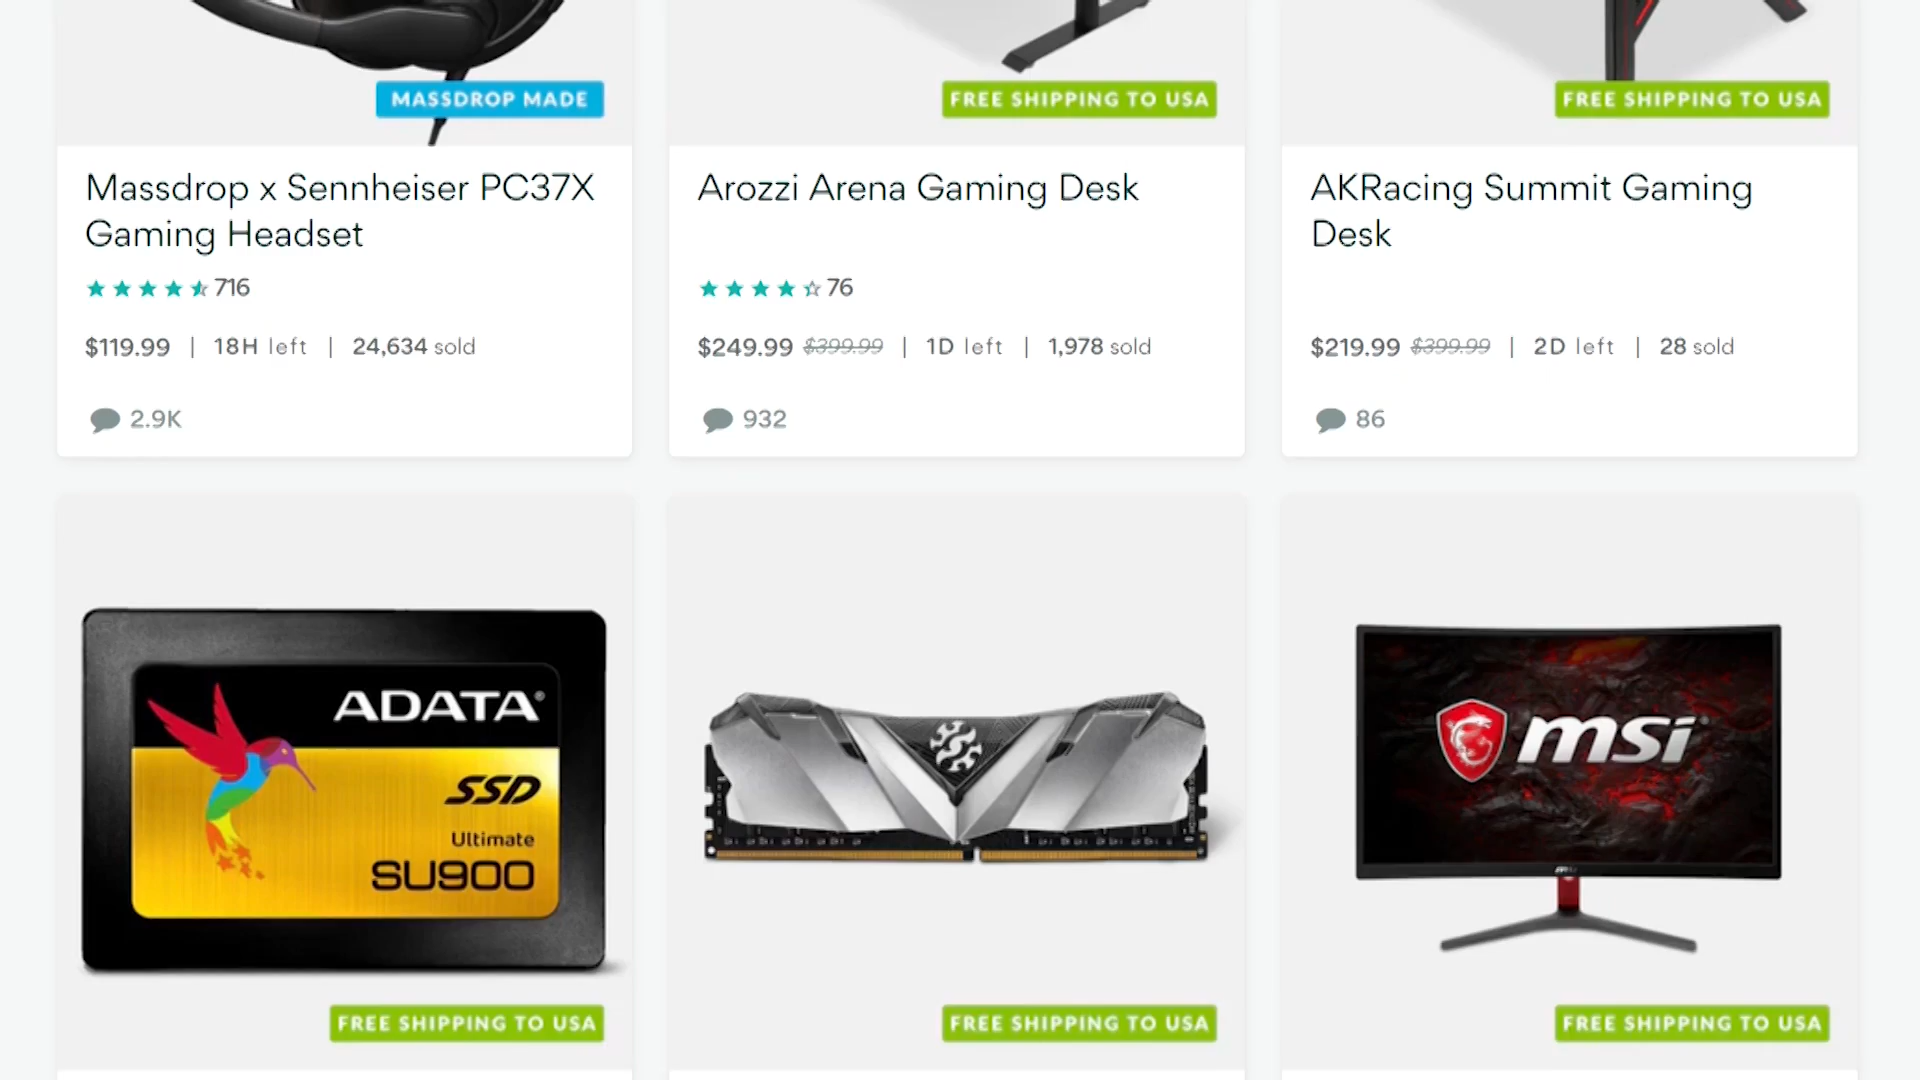 MASSDROP MADE
FREE SHIPPING TO USA
FREE SHIPPING TO USA
Massdrop x Sennheiser PC37X
Gaming Headset
716
$119.99 | 18H left | 24,634 sold
2.9K
Arozzi Arena Gaming Desk
76
$249.99 $399.99 | 1D left | 1,978 sold
932
AKRacing Summit Gaming
Desk
$219.99 $399.99 | 2D left | 28 sold
86
ADATA®
SSD
Ultimate
SU900
msi
msi
FREE SHIPPING TO USA
FREE SHIPPING TO USA
FREE SHIPPING TO USA